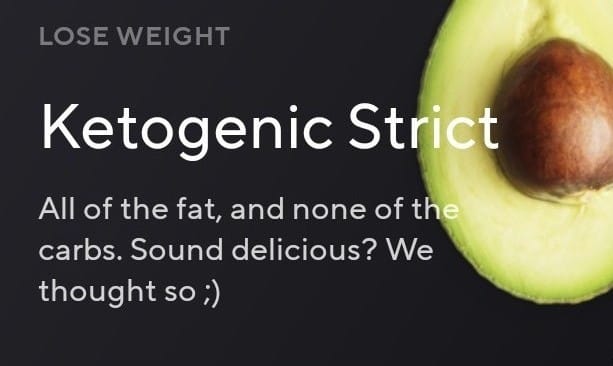 LOSE WEIGHT
Ketogenic Strict
All of the fat, and none of the
carbs. Sound delicious? We
thought so ;)